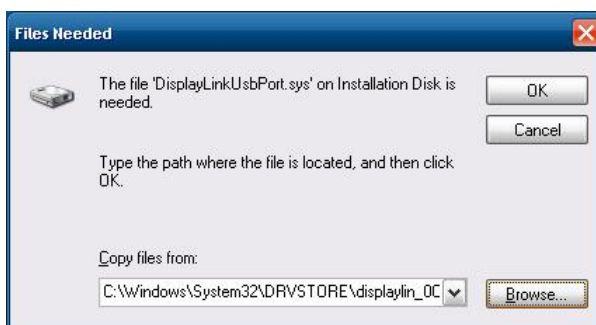 Files Needed
The file 'DisplayLinkUsbPort.sys' on Installation Disk is
needed.
OK
Cancel
Type the path where the file is located, and then click
OK.
Copy files from:
C:\Windows\System32\DRVSTORE\displaylin_0C
Browse...